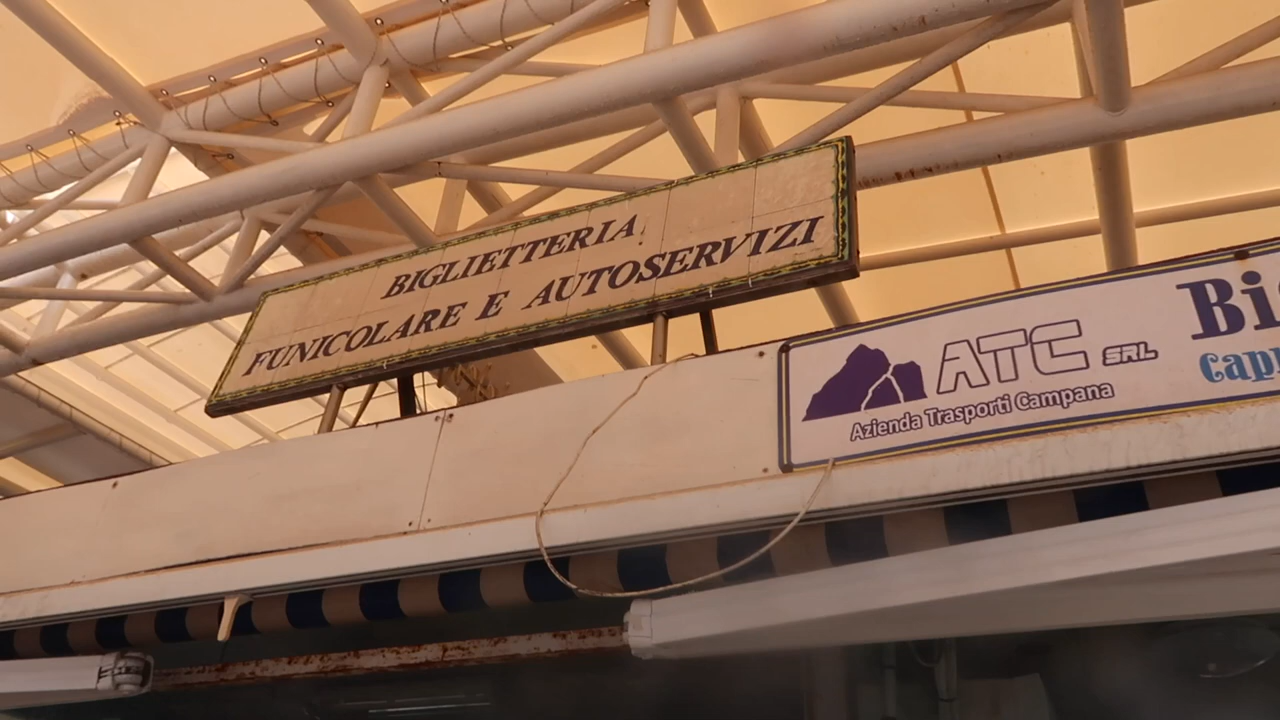 BIGLIETTERIA
FUNICOLARE E AUTOSERVIZI
ATC SRL
Azienda Trasporti Campana